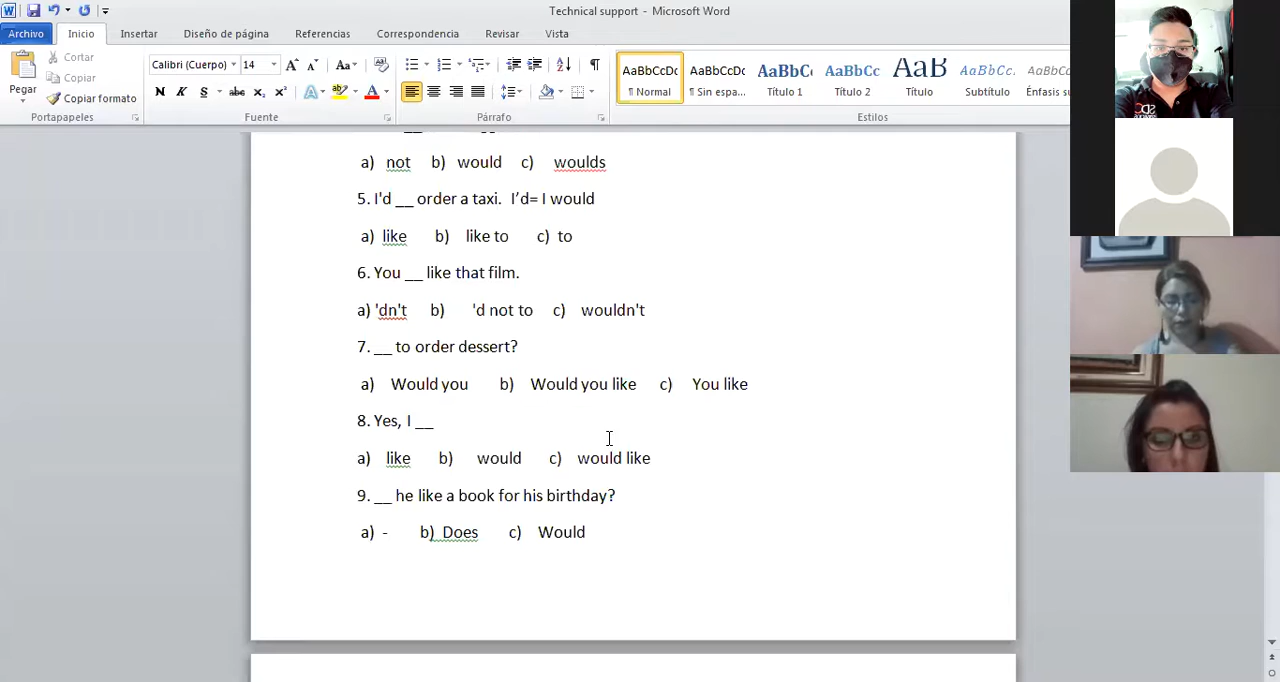 Technical support - Microsoft Word
Archivo Inicio Insertar Diseño de página Referencias Correspondencia Revisar Vista
Pegar
Cortar
Copiar
Copiar formato
Calibri (Cuerpo) 14
N K S abc x₂ x²
AaBbCcDc AaBbCcDc AaBbC AaBbCc AaB AaBbCc. AaBbCc
¶ Normal ¶ Sin espa... Título 1 Título 2 Título Subtítulo Énfasis su
Portapapeles Fuente Párrafo Estilos
a) not b) would c) woulds
5. I'd __ order a taxi. I’d= I would
a) like b) like to c) to
6. You __ like that film.
a) 'dn't b) 'd not to c) wouldn't
7. __ to order dessert?
a) Would you b) Would you like c) You like
8. Yes, I __
a) like b) would c) would like
9. __ he like a book for his birthday?
a) - b) Does c) Would
SDC